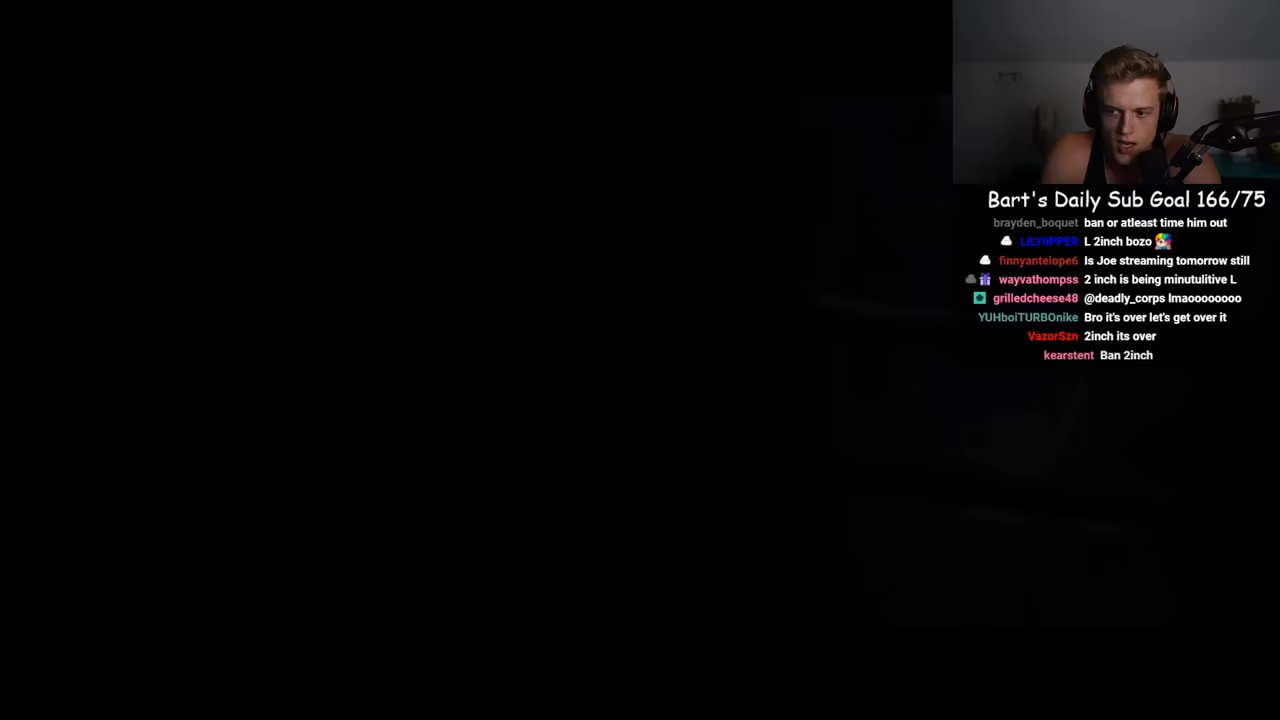 Bart's Daily Sub Goal 166/75
brayden_boquet ban or atleast time him out
LILY0PPER L 2inch bozo
finnyantelope6 Is Joe streaming tomorrow still
wayvathompss 2 inch is being minutulitive L
grilledcheese48 @deadly_corps lmaoooooooo
YUHboiTURBOnike Bro it's over let's get over it
VazorSzn 2inch its over
kearstent Ban 2inch